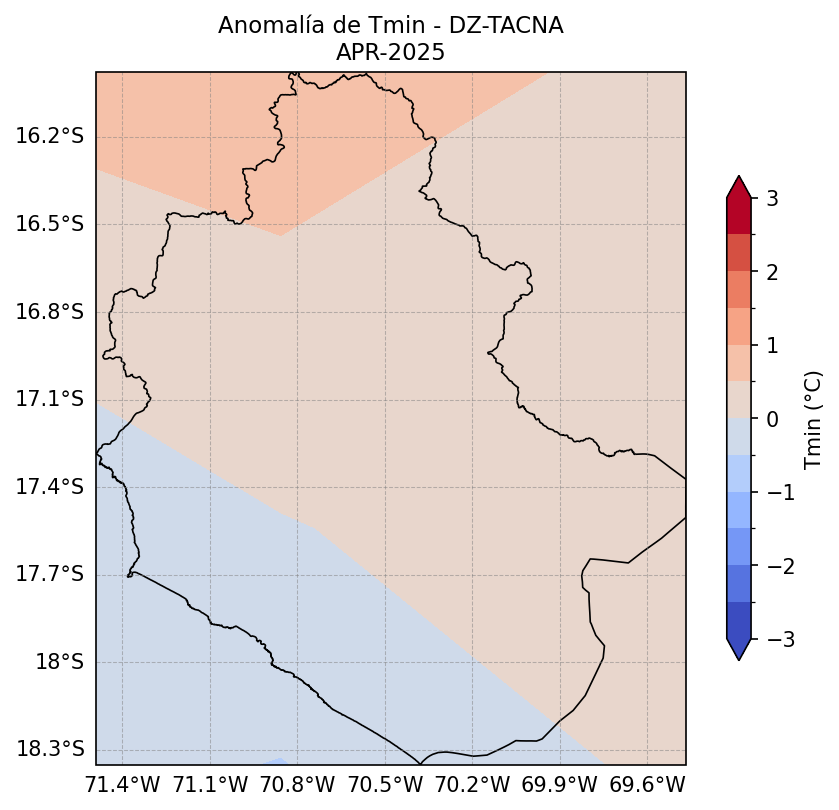 Anomalía de Tmin - DZ-TACNA
APR-2025
16.2°S
16.5°S
16.8°S
17.1°S
17.4°S
17.7°S
18°S
18.3°S
71.4°W 71.1°W 70.8°W 70.5°W 70.2°W 69.9°W 69.6°W
3
2
1
0
−1
−2
−3
Tmin (°C)